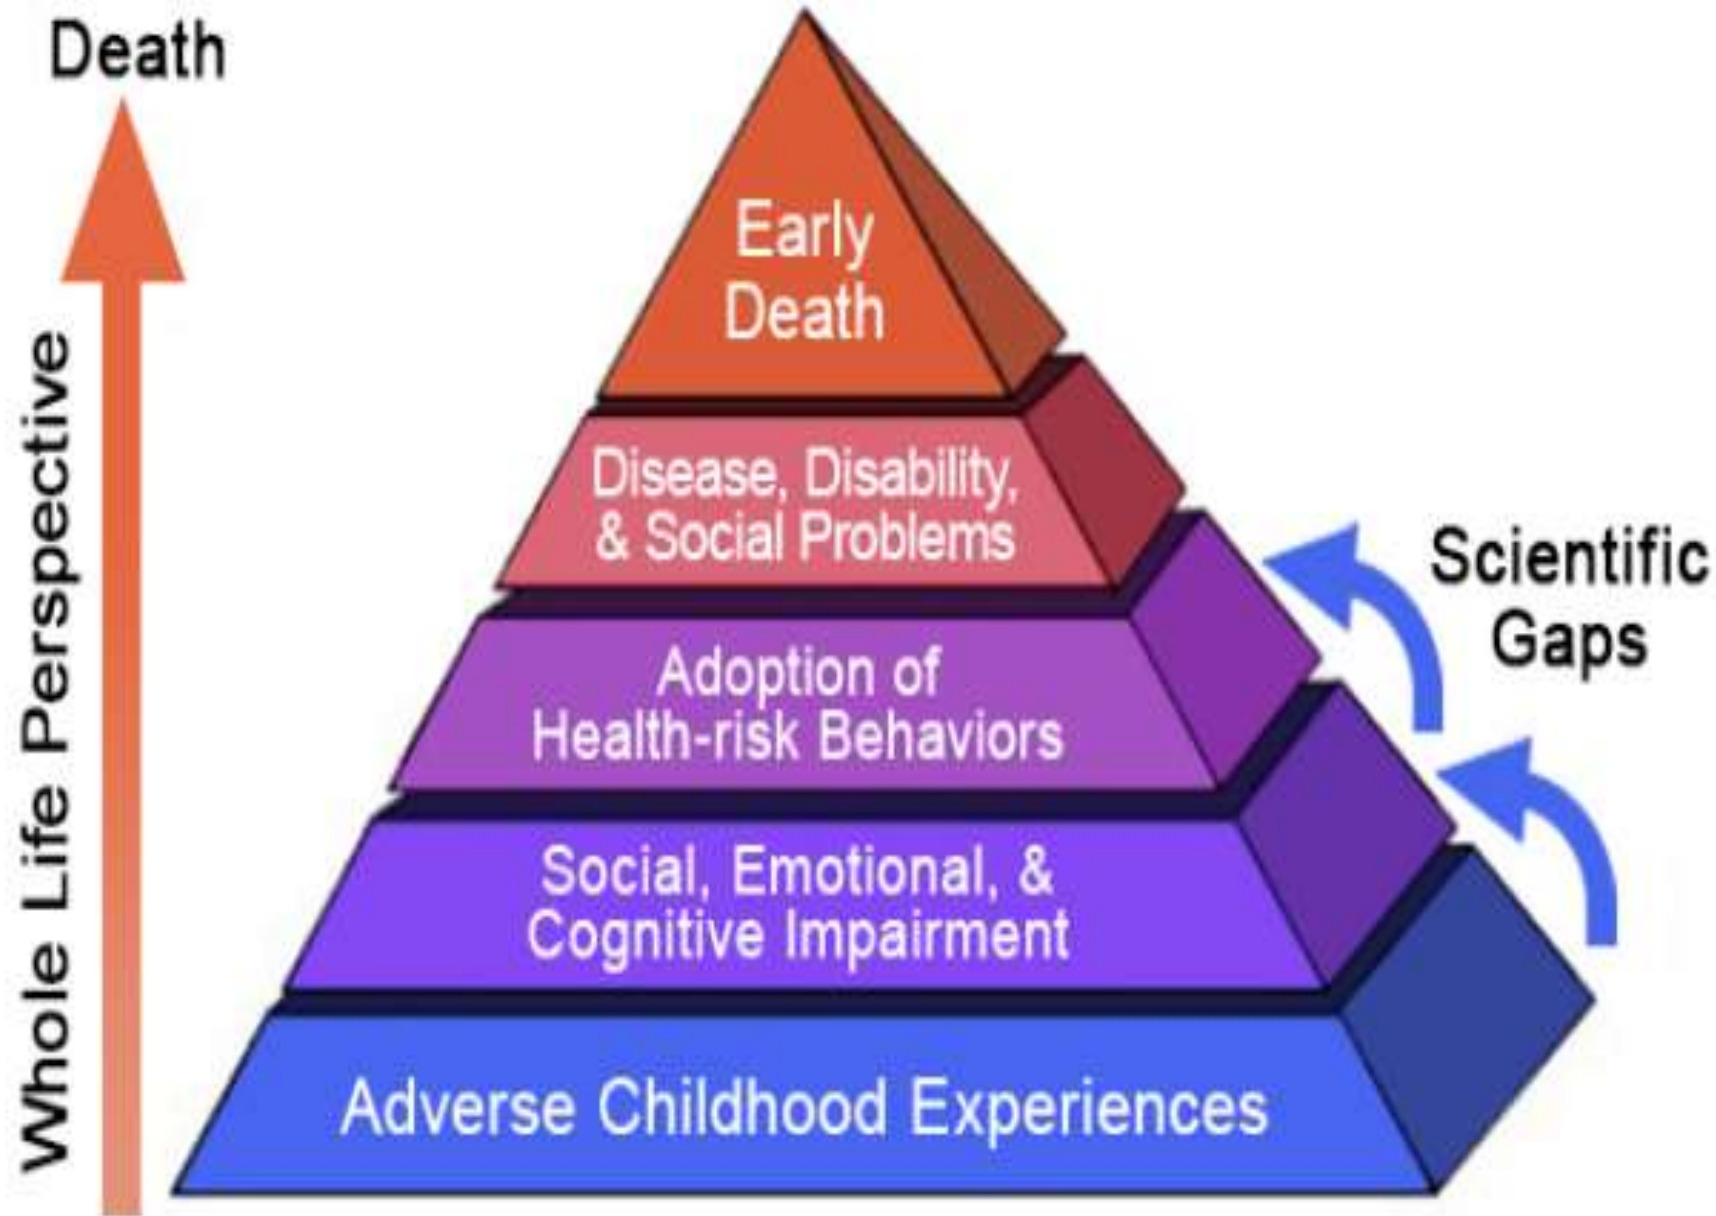 Death
Whole Life Perspective
Early
Death
Disease, Disability,
& Social Problems
Adoption of
Health-risk Behaviors
Social, Emotional, &
Cognitive Impairment
Adverse Childhood Experiences
Scientific
Gaps